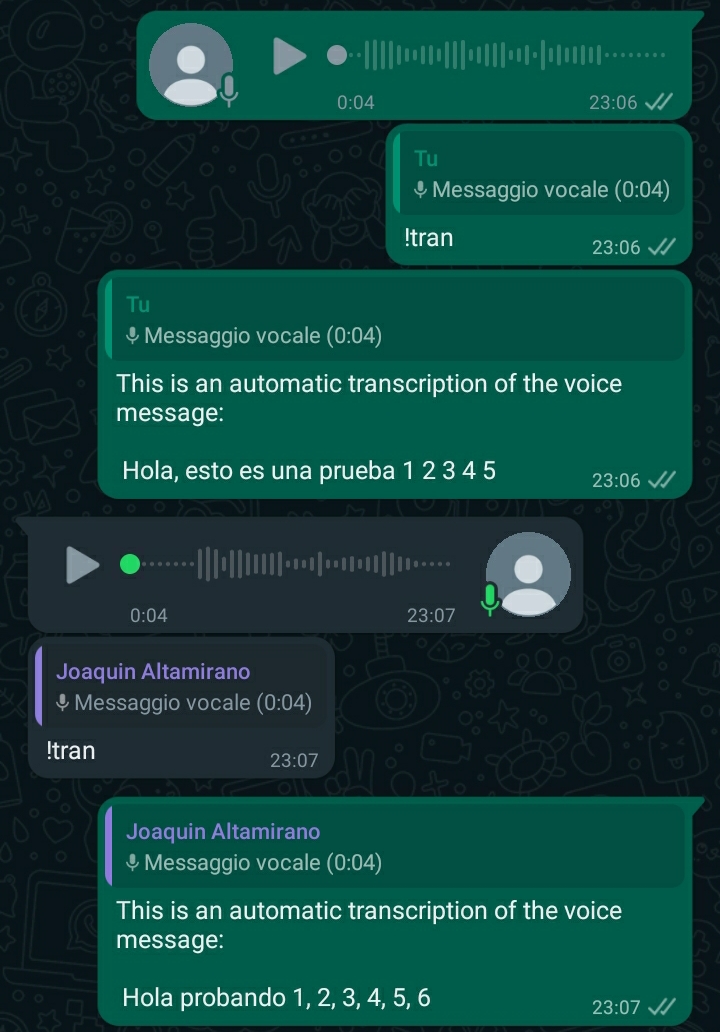 0:04
23:06
Tu
Messaggio vocale (0:04)
!tran
23:06
Tu
Messaggio vocale (0:04)
This is an automatic transcription of the voice
message:
Hola, esto es una prueba 1 2 3 4 5
23:06
0:04
23:07
Joaquin Altamirano
Messaggio vocale (0:04)
!tran
23:07
Joaquin Altamirano
Messaggio vocale (0:04)
This is an automatic transcription of the voice
message:
Hola probando 1, 2, 3, 4, 5, 6
23:07